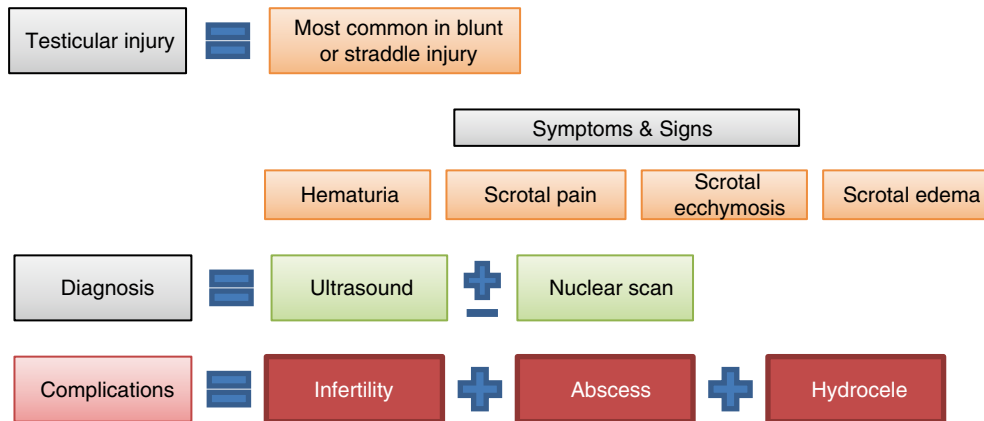 Testicular injury
Most common in blunt
or straddle injury
Symptoms & Signs
Hematuria
Scrotal pain
Scrotal
ecchymosis
Scrotal edema
Diagnosis
Ultrasound
Nuclear scan
Complications
Infertility
Abscess
Hydrocele